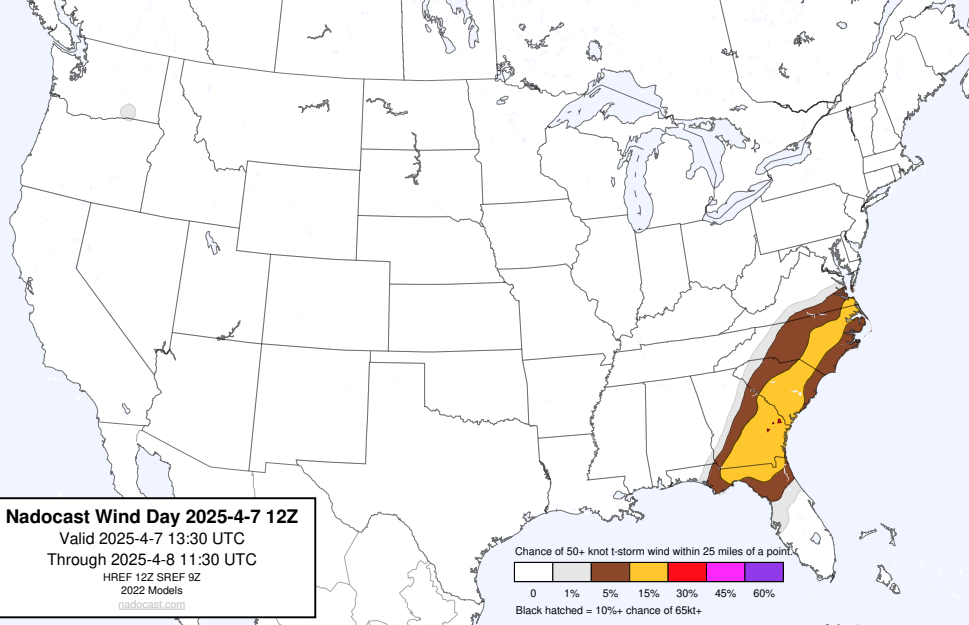 Nadocast Wind Day 2025-4-7 12Z
Valid 2025-4-7 13:30 UTC
Through 2025-4-8 11:30 UTC
HREF 12Z SREF 9Z
2022 Models
nadocast.com
Chance of 50+ knot t-storm wind within 25 miles of a point.
0 1% 5% 15% 30% 45% 60%
Black hatched = 10%+ chance of 65kt+